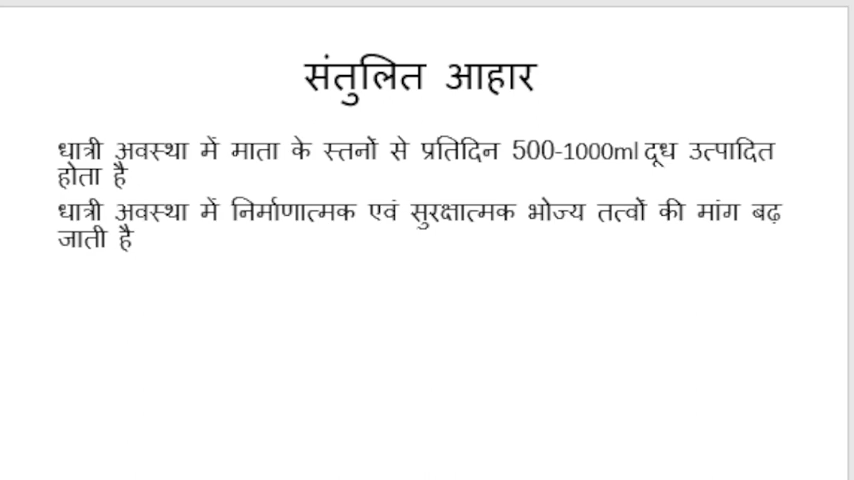 संतुलित आहार
धात्री अवस्था में माता के स्तनों से प्रतिदिन 500-1000ml दूध उत्पादित
होता है
धात्री अवस्था में निर्माणात्मक एवं सुरक्षात्मक भोज्य तत्वों की मांग बढ़
जाती है